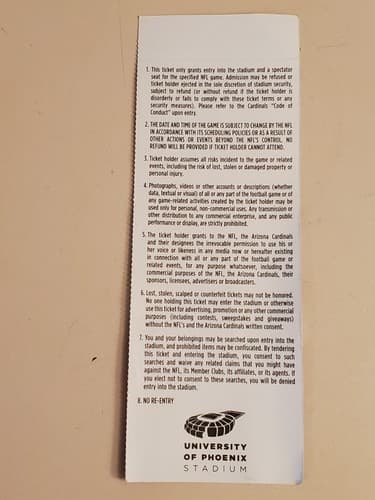 1. This ticket only grants entry into the stadium and a spectator
seat for the specified NFL game. Admission may be refused or
ticket holder ejected in the sole discretion of stadium security,
subject to refund (or without refund if the ticket holder is
disorderly or fails to comply with these ticket terms or any
security measures). Please refer to the Cardinals "Code of
Conduct" upon entry.
2. THE DATE AND TIME OF THE GAME IS SUBJECT TO CHANGE BY THE NFL
IN ACCORDANCE WITH ITS SCHEDULING POLICIES OR AS A RESULT OF
OTHER ACTIONS OR EVENTS BEYOND THE NFL'S CONTROL. NO
REFUND WILL BE PROVIDED IF TICKET HOLDER CANNOT ATTEND.
3. Ticket holder assumes all risks incident to the game or related
events, including the risk of lost, stolen or damaged property or
personal injury.
4. Photographs, videos or other accounts or descriptions (whether
data, textual or visual) of all or any part of the football game or of
any game-related activities created by the ticket holder may be
used only for personal, non-commercial uses. Any transmission or
other distribution to any commercial enterprise, and any public
performance or display, are strictly prohibited.
5. The ticket holder grants to the NFL, the Arizona Cardinals
and their designees the irrevocable permission to use his or
her voice or likeness in any media now or hereafter existing
in connection with all or any part of the football game or
related events, for any purpose whatsoever, including the
commercial purposes of the NFL, the Arizona Cardinals, their
sponsors, licensees, advertisers or broadcasters.
6. Lost, stolen, scalped or counterfeit tickets may not be honored.
No one holding this ticket may enter the stadium or otherwise
use this ticket for advertising, promotion or any other commercial
purposes (including contests, sweepstakes and giveaways)
without the NFL's and the Arizona Cardinals written consent.
7. You and your belongings may be searched upon entry into the
stadium, and prohibited items may be confiscated. By tendering
this ticket and entering the stadium, you consent to such
searches and waive any related claims that you might have
against the NFL, its Member Clubs, its affiliates, or its agents. If
you elect not to consent to these searches, you will be denied
entry into the stadium.
8. NO RE-ENTRY
UNIVERSITY
OF PHOENIX
STADIUM